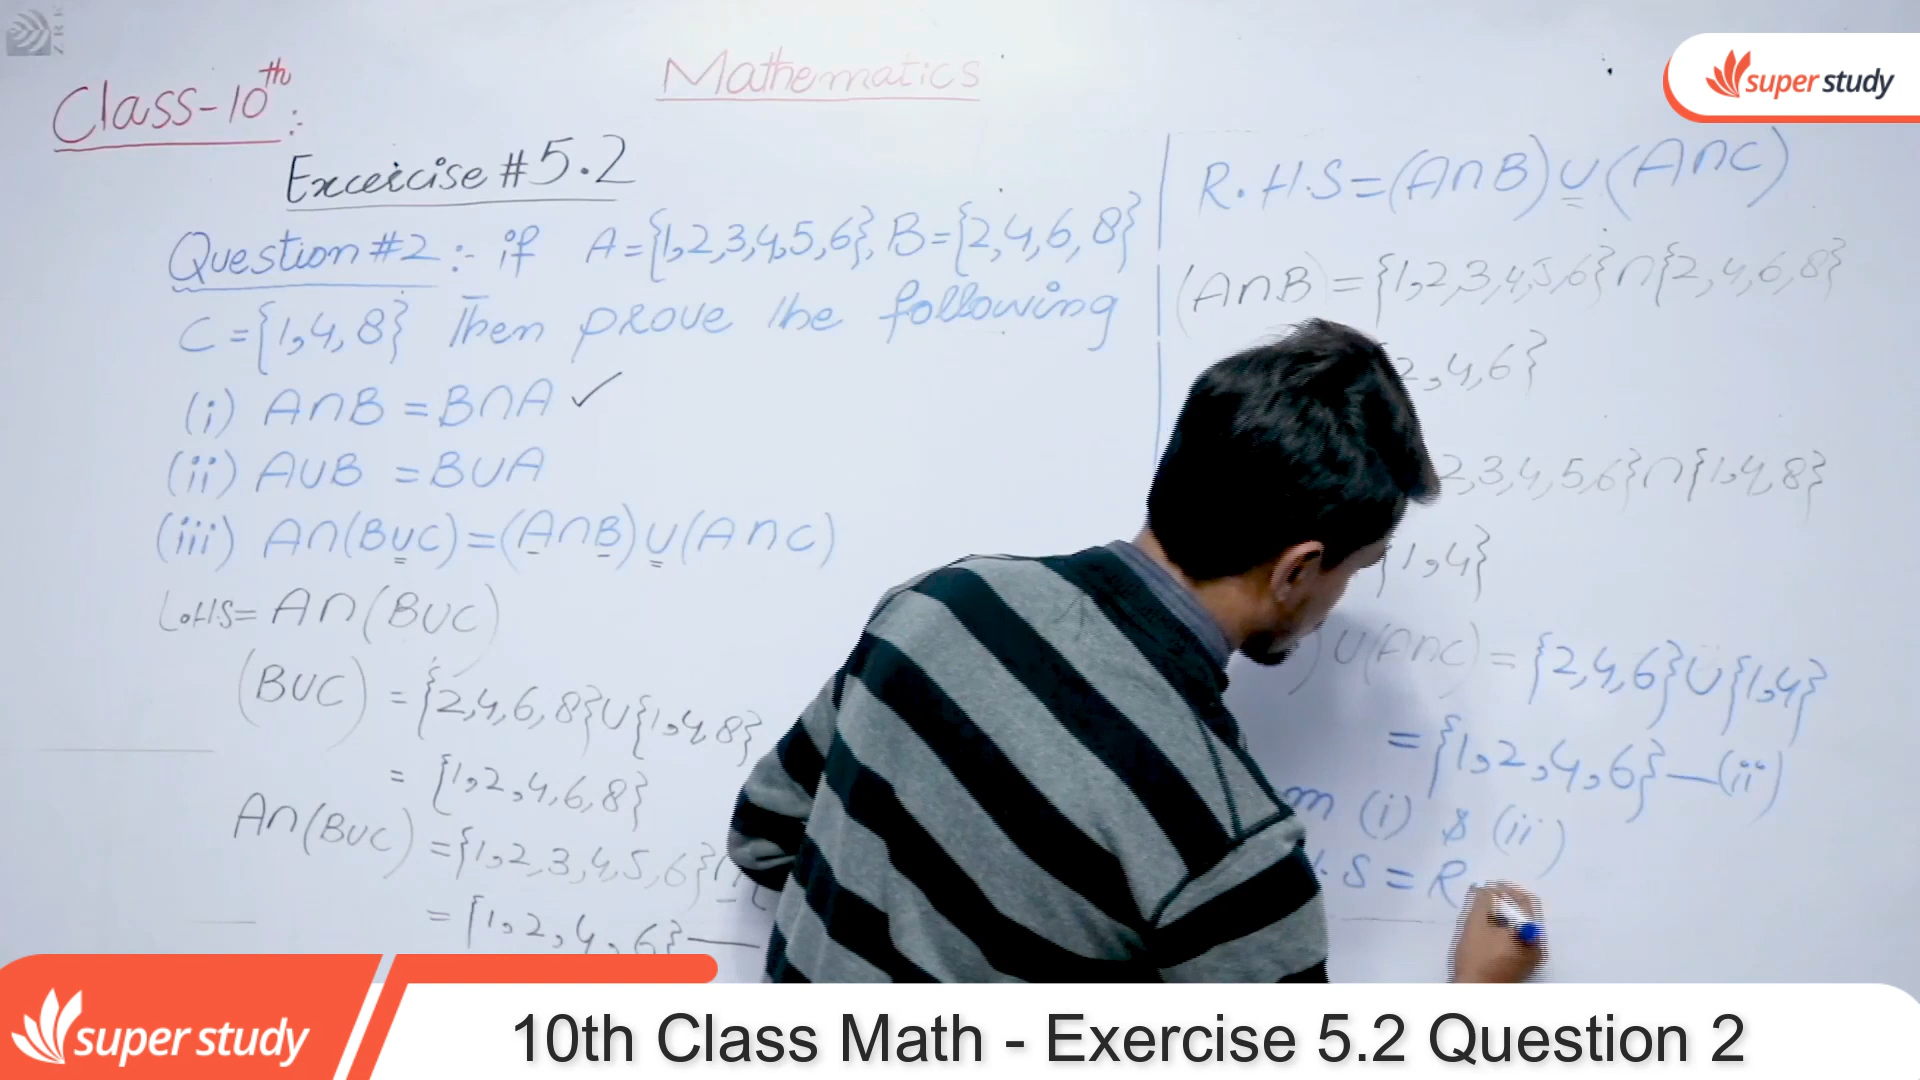 ZRK
Class-10th:
Mathematics
super study
Excercise #5.2
Question #2:- if A={1,2,3,4,5,6}, B={2,4,6,8}
C={1,4,8} Then prove the following
(i) A∩B = B∩A ✓
(ii) A∪B = B∪A
(iii) A∩(B∪C)=(A∩B)∪(A∩C)
L.H.S= A∩(B∪C)
(B∪C) = {2,4,6,8}∪{1,4,8}
= {1,2,4,6,8}
A∩(B∪C) ={1,2,3,4,5,6}∩
= {1,2,4,6}—
R.H.S=(A∩B)∪(A∩C)
(A∩B) = {1,2,3,4,5,6}∩{2,4,6,8}
2,4,6}
2,3,4,5,6}∩{1,4,8}
{1,4}
)∪(A∩C) = {2,4,6}∪{1,4}
= {1,2,4,6}—(ii)
m (i) & (ii)
.S = R.
super study
10th Class Math - Exercise 5.2 Question 2